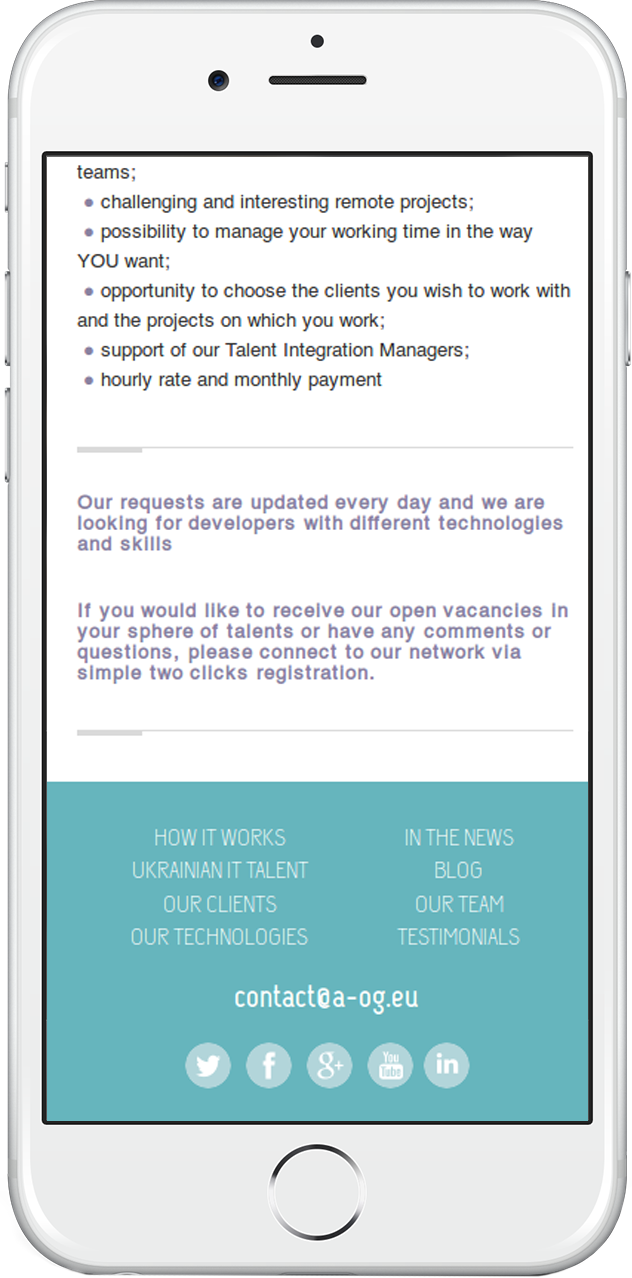 teams;
● challenging and interesting remote projects;
● possibility to manage your working time in the way
YOU want;
● opportunity to choose the clients you wish to work with
and the projects on which you work;
● support of our Talent Integration Managers;
● hourly rate and monthly payment
Our requests are updated every day and we are
looking for developers with different technologies
and skills
If you would like to receive our open vacancies in
your sphere of talents or have any comments or
questions, please connect to our network via
simple two clicks registration.
HOW IT WORKS
UKRAINIAN IT TALENT
OUR CLIENTS
OUR TECHNOLOGIES
IN THE NEWS
BLOG
OUR TEAM
TESTIMONIALS
contact@a-og.eu
f
g+
You
Tube
in